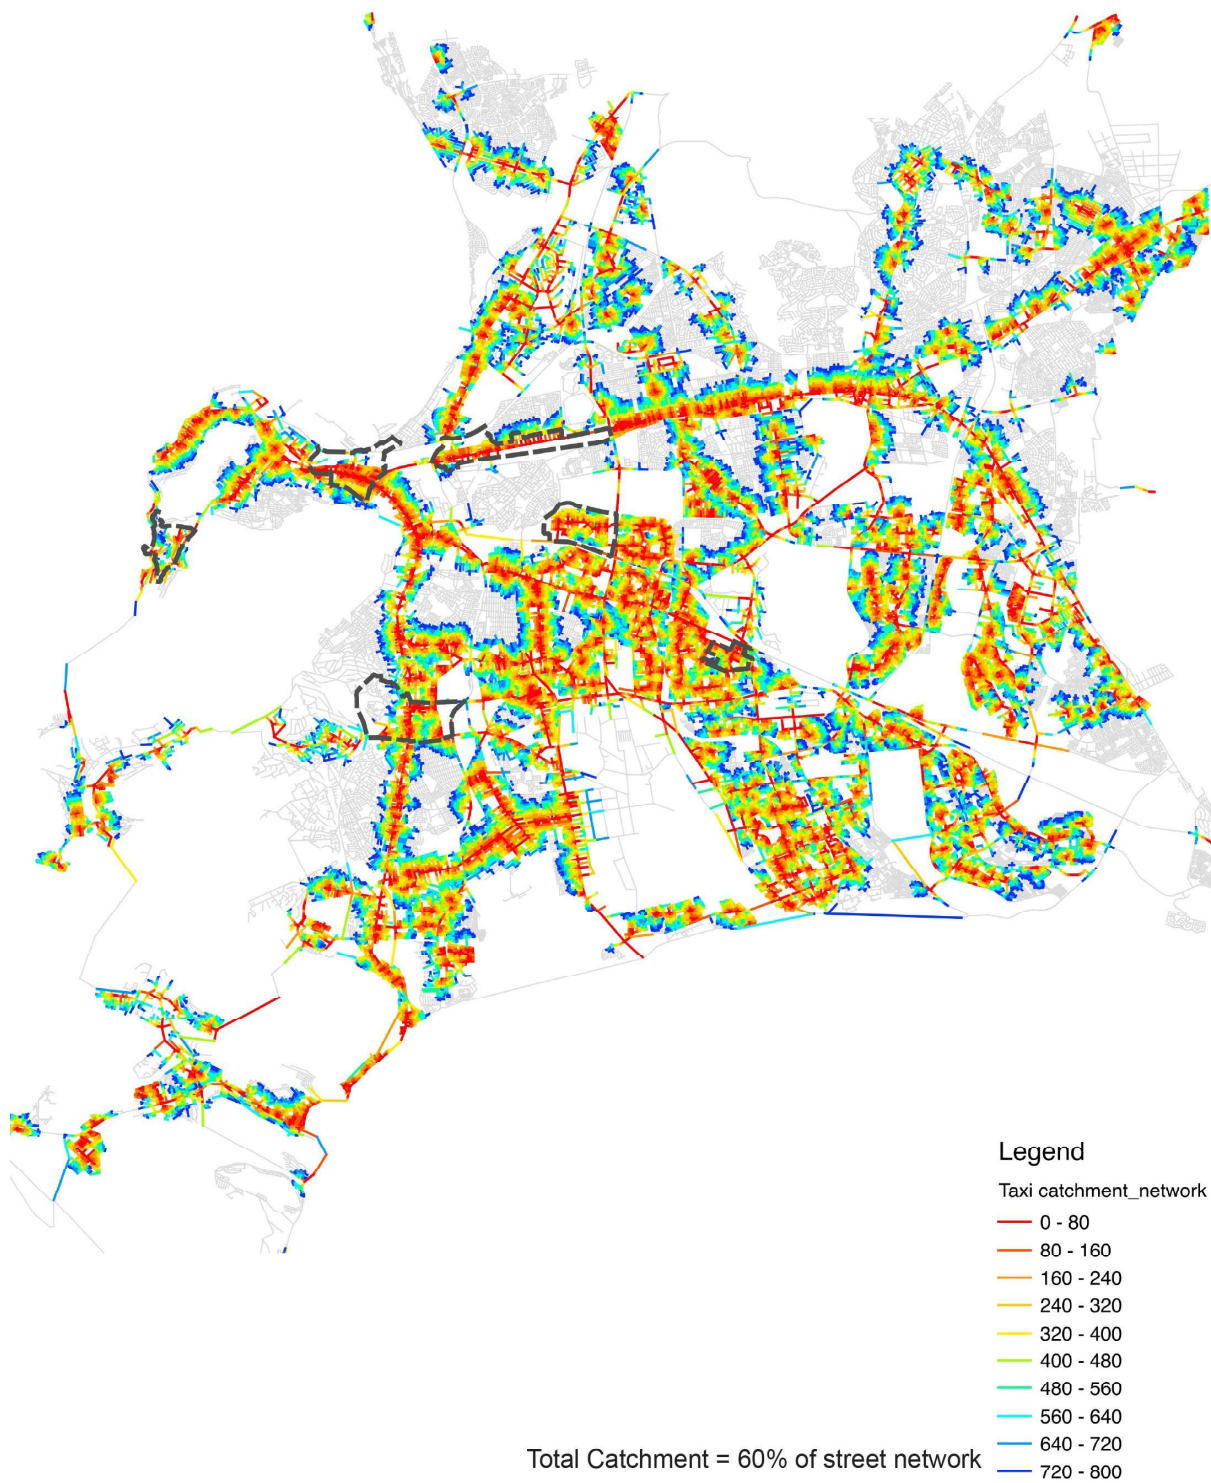 Legend
Taxi catchment_network
0 - 80
80 - 160
160 - 240
240 - 320
320 - 400
400 - 480
480 - 560
560 - 640
640 - 720
720 - 800
Total Catchment = 60% of street network